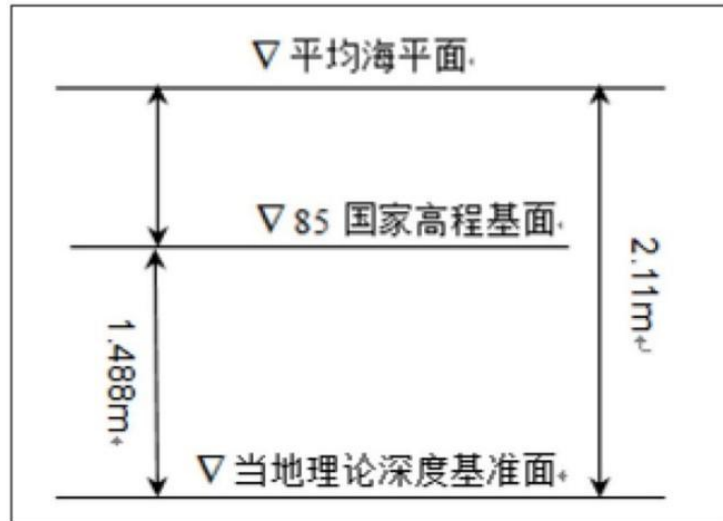 ▽ 平均海平面
▽ 85 国家高程基面
2.11m
1.488m
▽ 当地理论深度基准面